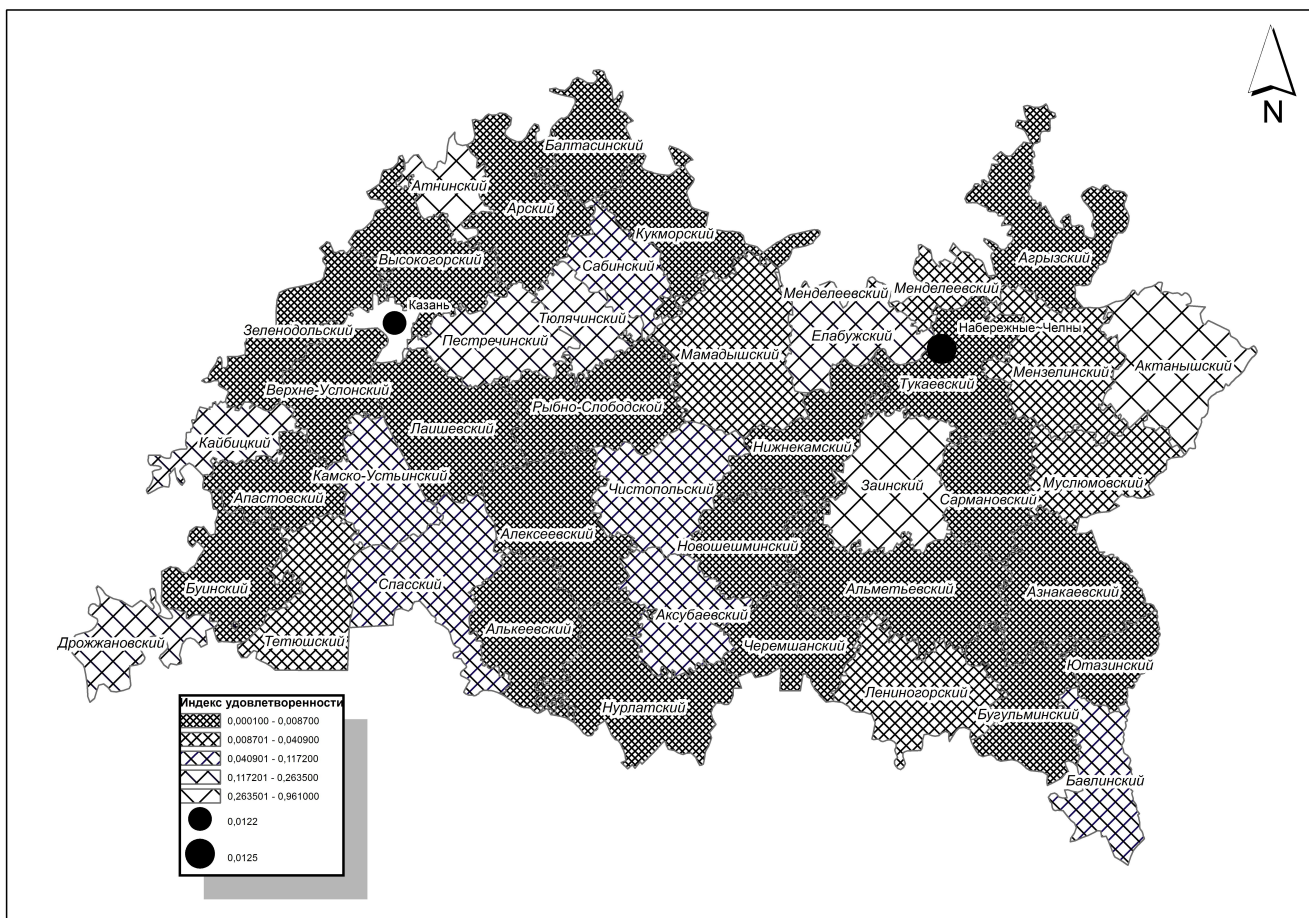 N
Балтасинский
Атнинский
Арский
Кукморский
Высокогорский
Сабинский
Агрызский
Менделеевский
Менделеевский
Казань
Тюлячинский
Зеленодольский
Набережные~Челны
Пестречинский
Елабужский
Мамадышский
Актанышский
Мензелинский
Тукаевский
Верхне-Услонский
Рыбно-Слободской
Лаишевский
Кайбицкий
Нижнекамский
Камско-Устьинский
Муслюмовский
Заинский
Чистопольский
Апастовский
Сармановский
Алексеевский
Новошешминский
Спасский
Буинский
Альметьевский
Азнакаевский
Аксубаевский
Алькеевский
Дрожжановский
Тетюшский
Черемшанский
Ютазинский
Лениногорский
Нурлатский
Бугульминский
Бавлинский
Индекс удовлетворенности
0,000100 - 0,008700
0,008701 - 0,040900
0,040901 - 0,117200
0,117201 - 0,263500
0,263501 - 0,961000
0,0122
0,0125